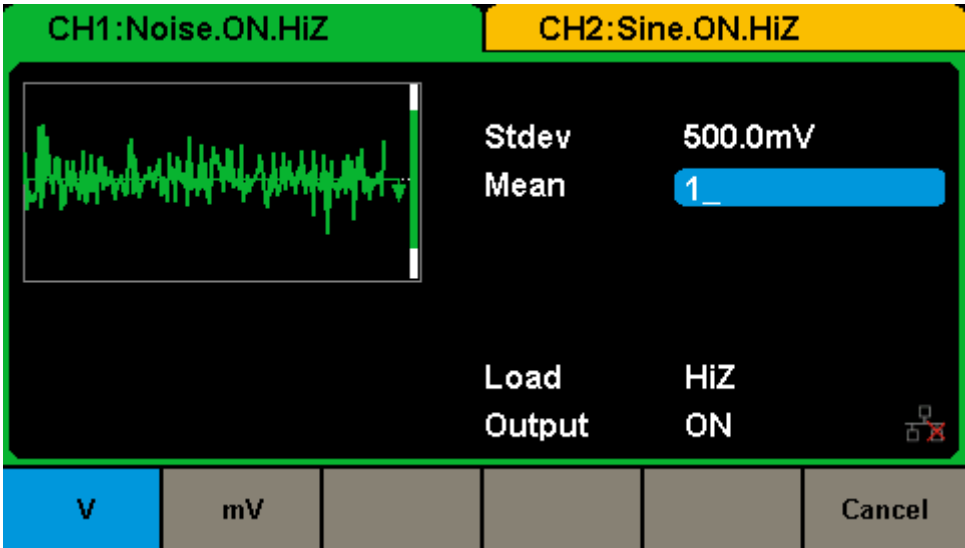 CH1:Noise.ON.HiZ
CH2:Sine.ON.HiZ
Stdev 500.0mV
Mean 1_
Load HiZ
Output ON
V mV Cancel